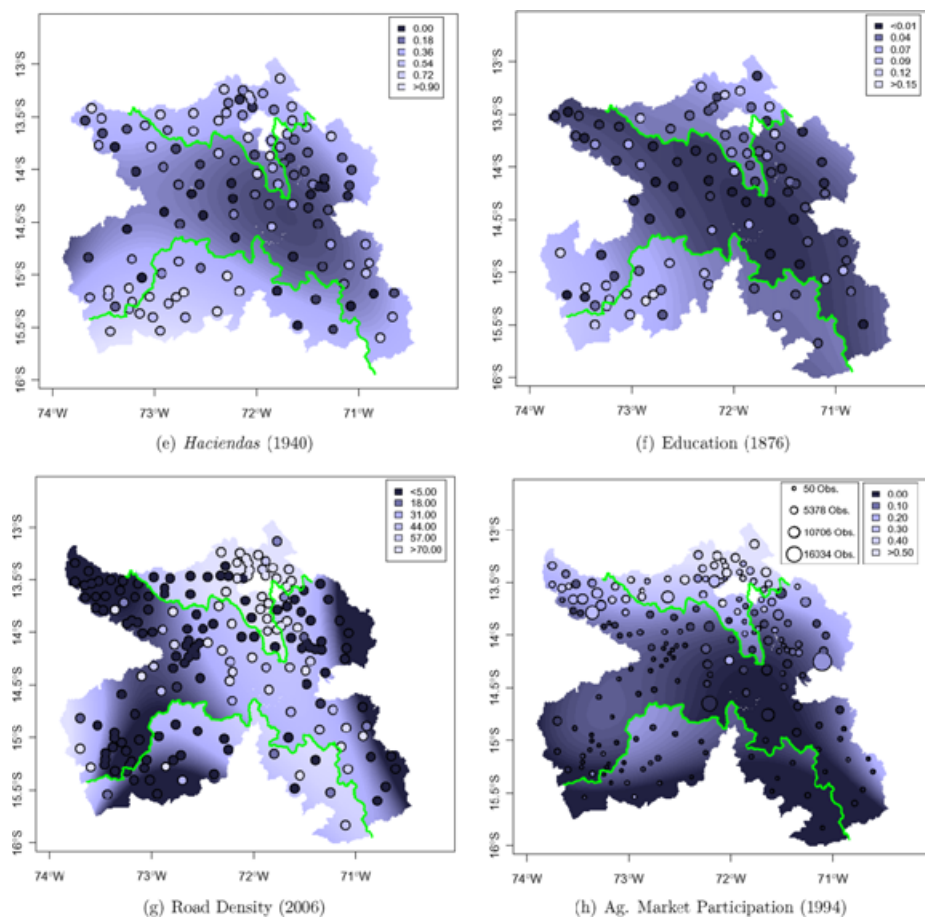 0.00
0.18
0.36
0.54
0.72
>0.90
13°S
13.5°S
14°S
14.5°S
15°S
15.5°S
16°S
74°W
73°W
72°W
71°W
(e) Haciendas (1940)
<0.01
0.04
0.07
0.09
0.12
>0.15
13°S
13.5°S
14°S
14.5°S
15°S
15.5°S
16°S
74°W
73°W
72°W
71°W
(f) Education (1876)
<5.00
18.00
31.00
44.00
57.00
>70.00
13°S
13.5°S
14°S
14.5°S
15°S
15.5°S
16°S
74°W
73°W
72°W
71°W
(g) Road Density (2006)
50 Obs.
5378 Obs.
10706 Obs.
16334 Obs.
0.00
0.10
0.20
0.30
0.40
>0.50
13°S
13.5°S
14°S
14.5°S
15°S
15.5°S
16°S
74°W
73°W
72°W
71°W
(h) Ag. Market Participation (1994)